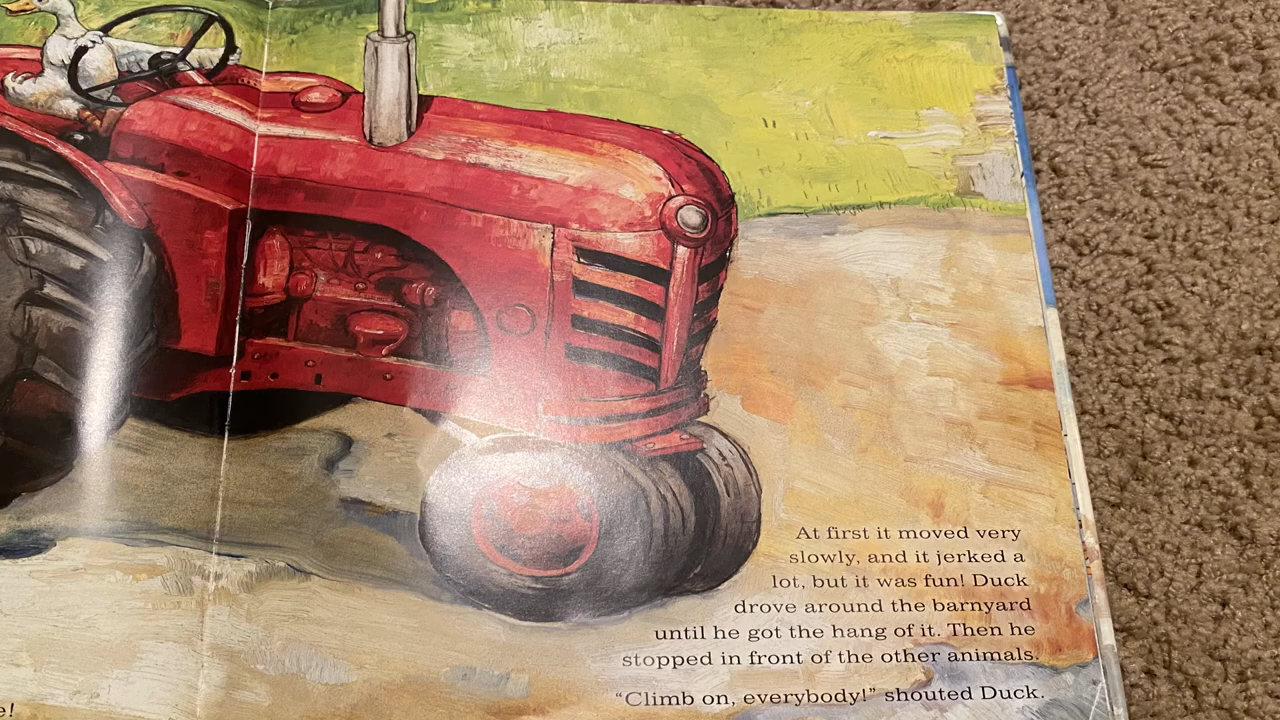 e!
At first it moved very
slowly, and it jerked a
lot, but it was fun! Duck
drove around the barnyard
until he got the hang of it. Then he
stopped in front of the other animals.
“Climb on, everybody!” shouted Duck.